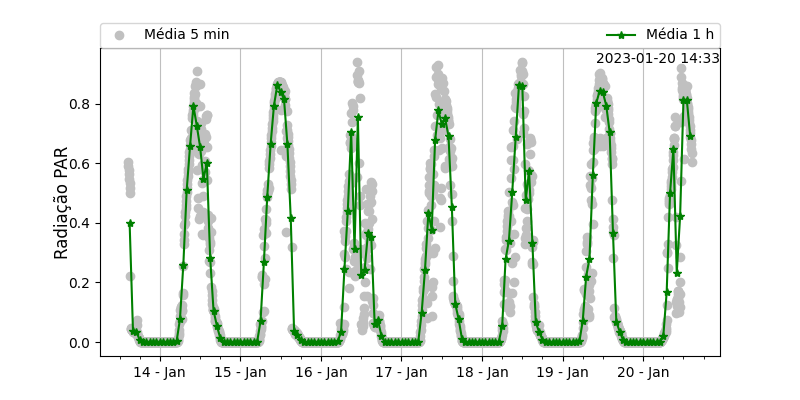 Média 5 min
Média 1 h
2023-01-20 14:33
Radiação PAR
0.8
0.6
0.4
0.2
0.0
14 - Jan
15 - Jan
16 - Jan
17 - Jan
18 - Jan
19 - Jan
20 - Jan